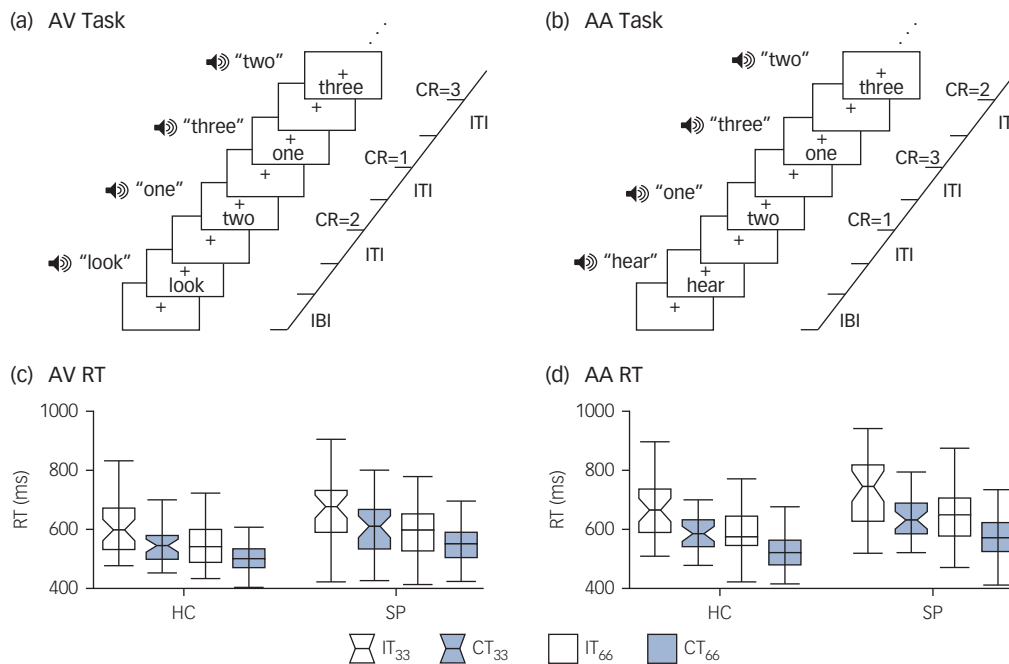 (a) AV Task
"two"
three
CR=3
ITI
"three"
one
CR=1
ITI
"one"
two
CR=2
ITI
"look"
look
IBI
(b) AA Task
"two"
three
CR=2
IT
"three"
one
CR=3
ITI
"one"
two
CR=1
ITI
"hear"
hear
IBI
(c) AV RT
1000
800
600
400
RT (ms)
HC SP
(d) AA RT
1000
800
600
400
RT (ms)
HC SP
IT33 CT33 IT66 CT66